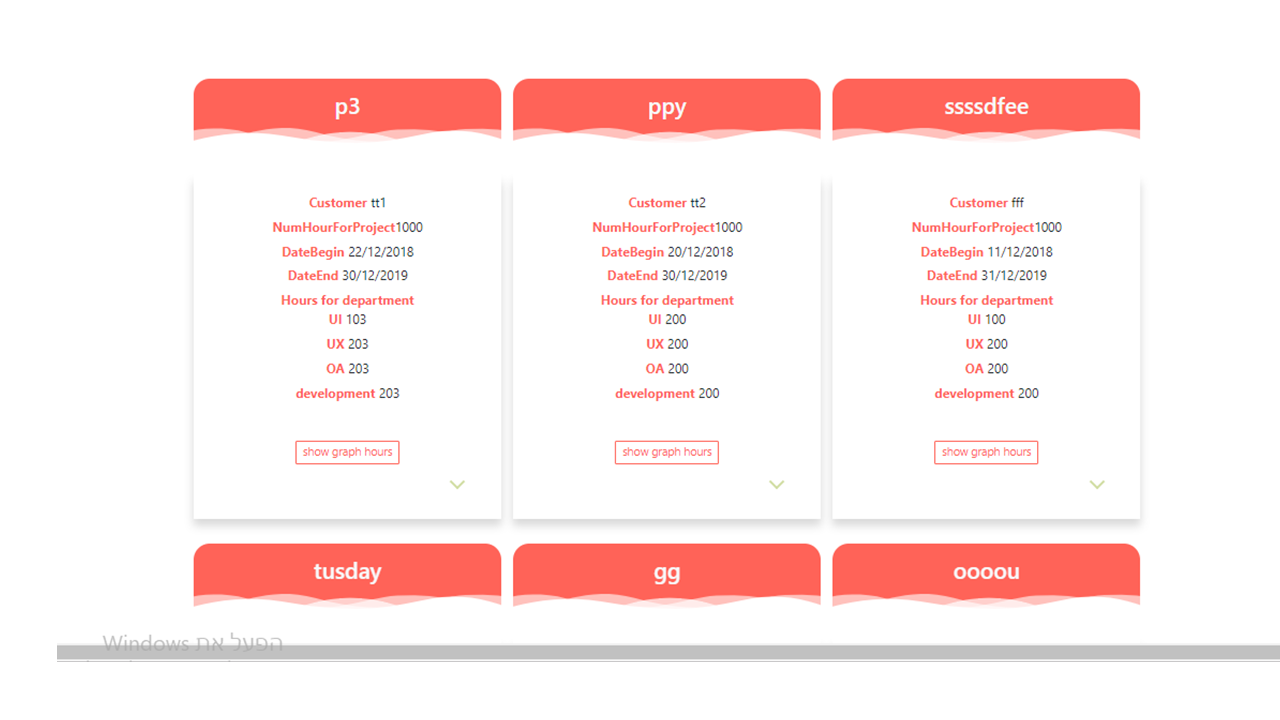 p3
Customer tt1
NumHourForProject1000
DateBegin 22/12/2018
DateEnd 30/12/2019
Hours for department
UI 103
UX 203
OA 203
development 203
show graph hours
ppy
Customer tt2
NumHourForProject1000
DateBegin 20/12/2018
DateEnd 30/12/2019
Hours for department
UI 200
UX 200
OA 200
development 200
show graph hours
ssssdfee
Customer fff
NumHourForProject1000
DateBegin 11/12/2018
DateEnd 31/12/2019
Hours for department
UI 100
UX 200
OA 200
development 200
show graph hours
tusday
gg
oooou
הפעל את Windows